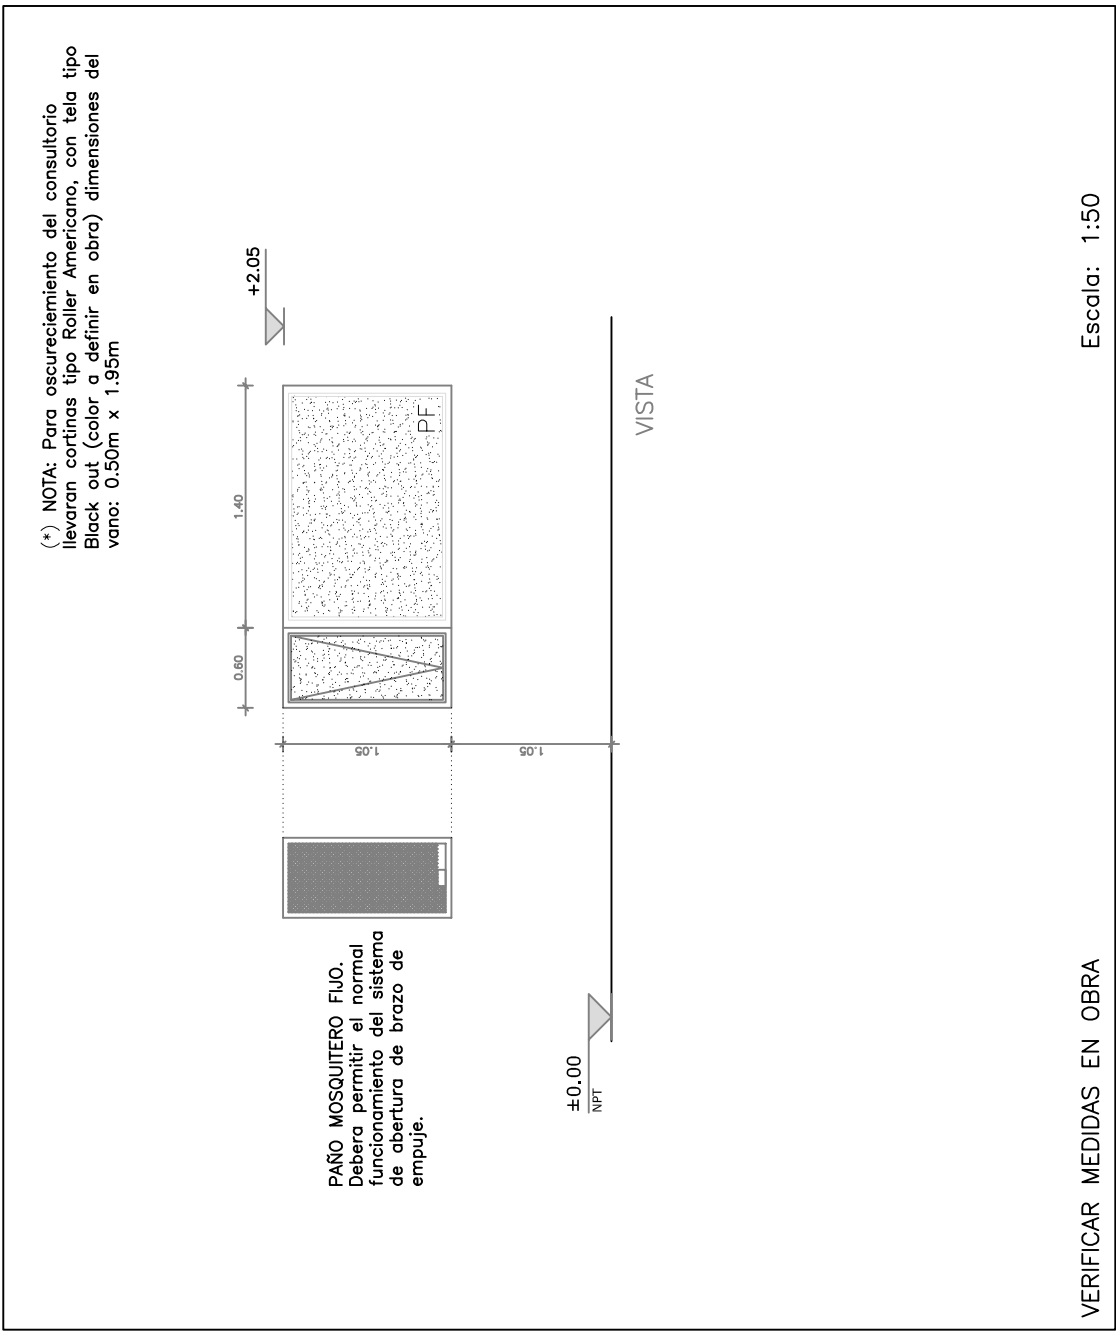 (*) NOTA: Para oscureciemiento del consultorio
llevaran cortinas tipo Roller Americano, con tela tipo
Black out (color a definir en obra) dimensiones del
vano: 0.50m x 1.95m
+2.05
1.40
0.60
PF
1.05
1.05
VISTA
PAÑO MOSQUITERO FIJO.
Debera permitir el normal
funcionamiento del sistema
de abertura de brazo de
empuje.
±0.00
NPT
VERIFICAR MEDIDAS EN OBRA
Escala: 1:50